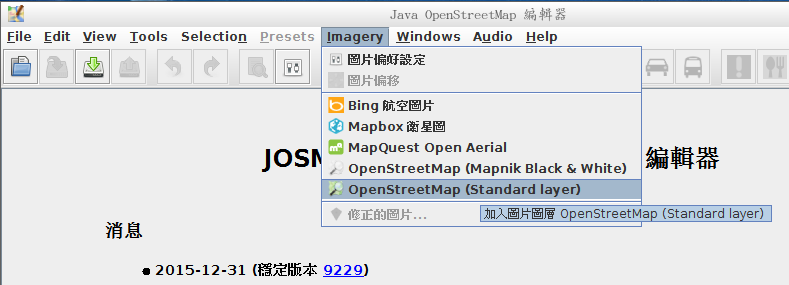 Java OpenStreetMap 編輯器
File Edit View Tools Selection Presets Imagery Windows Audio Help
圖片偏好設定
圖片偏移
Bing 航空圖片
Mapbox 衛星圖
MapQuest Open Aerial
OpenStreetMap (Mapnik Black & White)
JOSM 編輯器
OpenStreetMap (Standard layer)
修正的圖片...
加入圖片圖層 OpenStreetMap (Standard layer)
消息
2015-12-31 (穩定版本 9229)